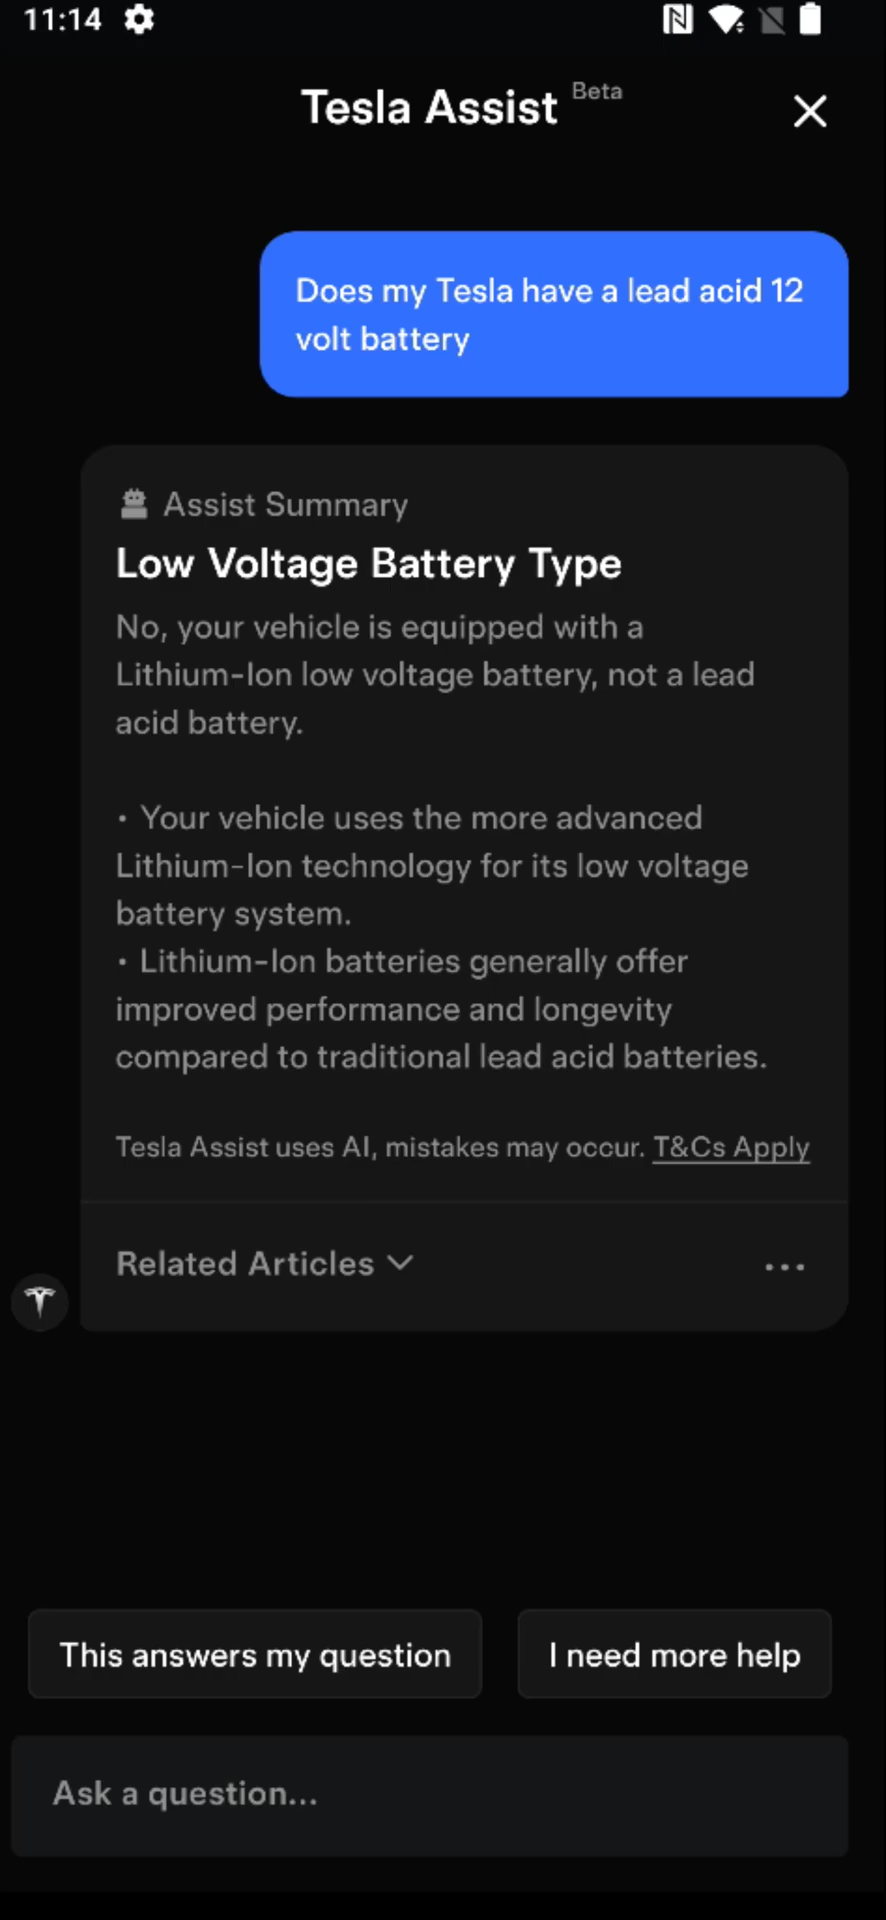 11:14
Tesla Assist Beta
Does my Tesla have a lead acid 12
volt battery
Assist Summary
Low Voltage Battery Type
No, your vehicle is equipped with a
Lithium-Ion low voltage battery, not a lead
acid battery.
• Your vehicle uses the more advanced
Lithium-Ion technology for its low voltage
battery system.
• Lithium-Ion batteries generally offer
improved performance and longevity
compared to traditional lead acid batteries.
Tesla Assist uses AI, mistakes may occur. T&Cs Apply
Related Articles
This answers my question
I need more help
Ask a question...